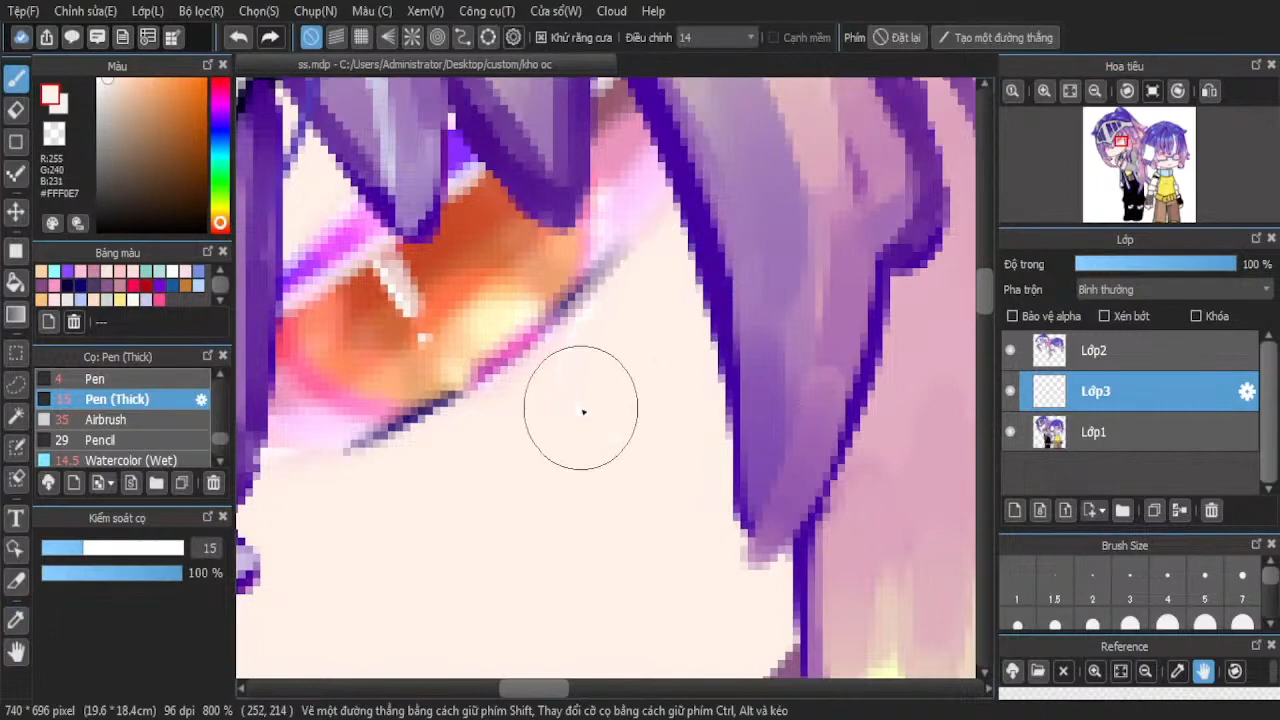 Tệp(F) Chỉnh sửa(E) Lớp(L) Bộ lọc(R) Chọn(S) Chụp(N) Màu (C) Xem(V) Công cụ(T) Cửa sổ(W) Cloud Help
Khử răng cưa Điều chỉnh 14 Cạnh mềm Phím Đặt lại Tạo một đường thẳng
ss.mdp - C:/Users/Administrator/Desktop/custom/kho oc
Màu
R:255
G:240
B:231
#FFF0E7
Bảng màu
---
Cọ: Pen (Thick)
4 Pen
15 Pen (Thick)
35 Airbrush
29 Pencil
14.5 Watercolor (Wet)
Kiểm soát cọ
15
100 %
Hoa tiêu
Lớp
Độ trong 100 %
Pha trộn Bình thường
Bảo vệ alpha Xén bớt Khóa
Lớp2
Lớp3
Lớp1
Brush Size
1 1.5 2 3 4 5 7
Reference
740 * 696 pixel (19.6 * 18.4cm) 96 dpi 800 % ( 252, 214 ) Vẽ một đường thẳng bằng cách giữ phím Shift, Thay đổi cỡ cọ bằng cách giữ phím Ctrl, Alt và kéo